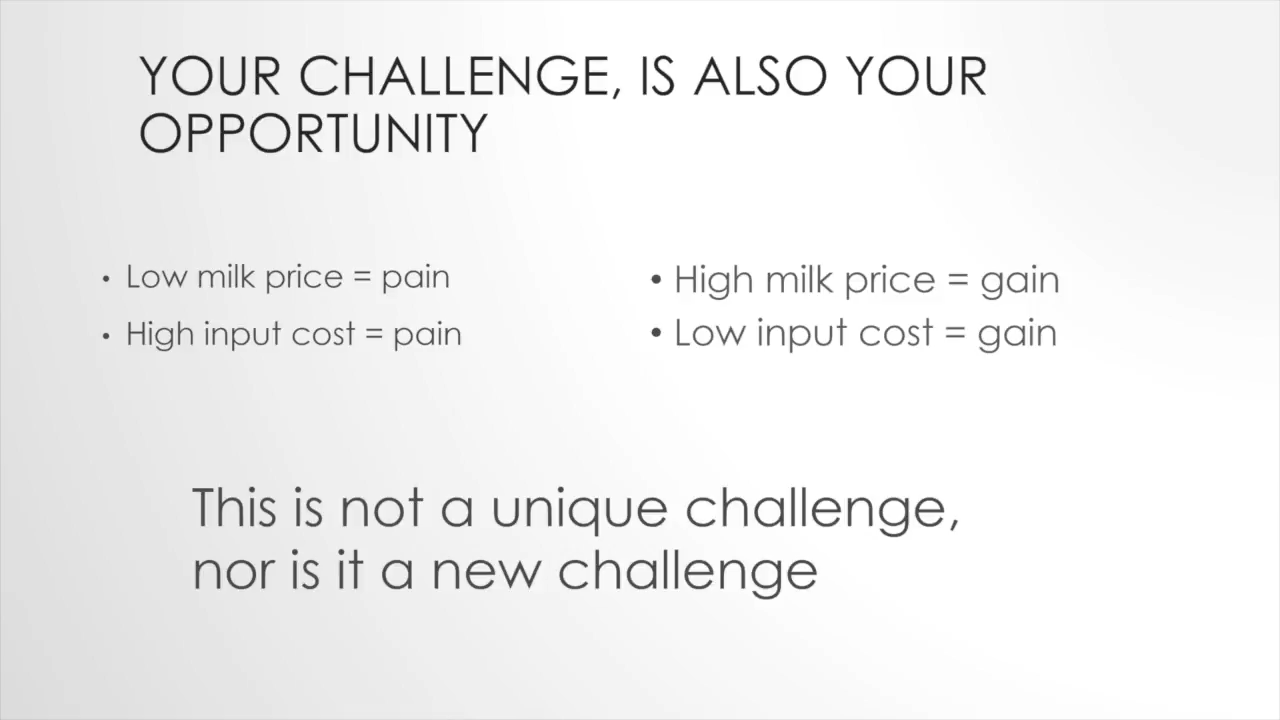 YOUR CHALLENGE, IS ALSO YOUR
OPPORTUNITY
• Low milk price = pain
• High input cost = pain
• High milk price = gain
• Low input cost = gain
This is not a unique challenge,
nor is it a new challenge